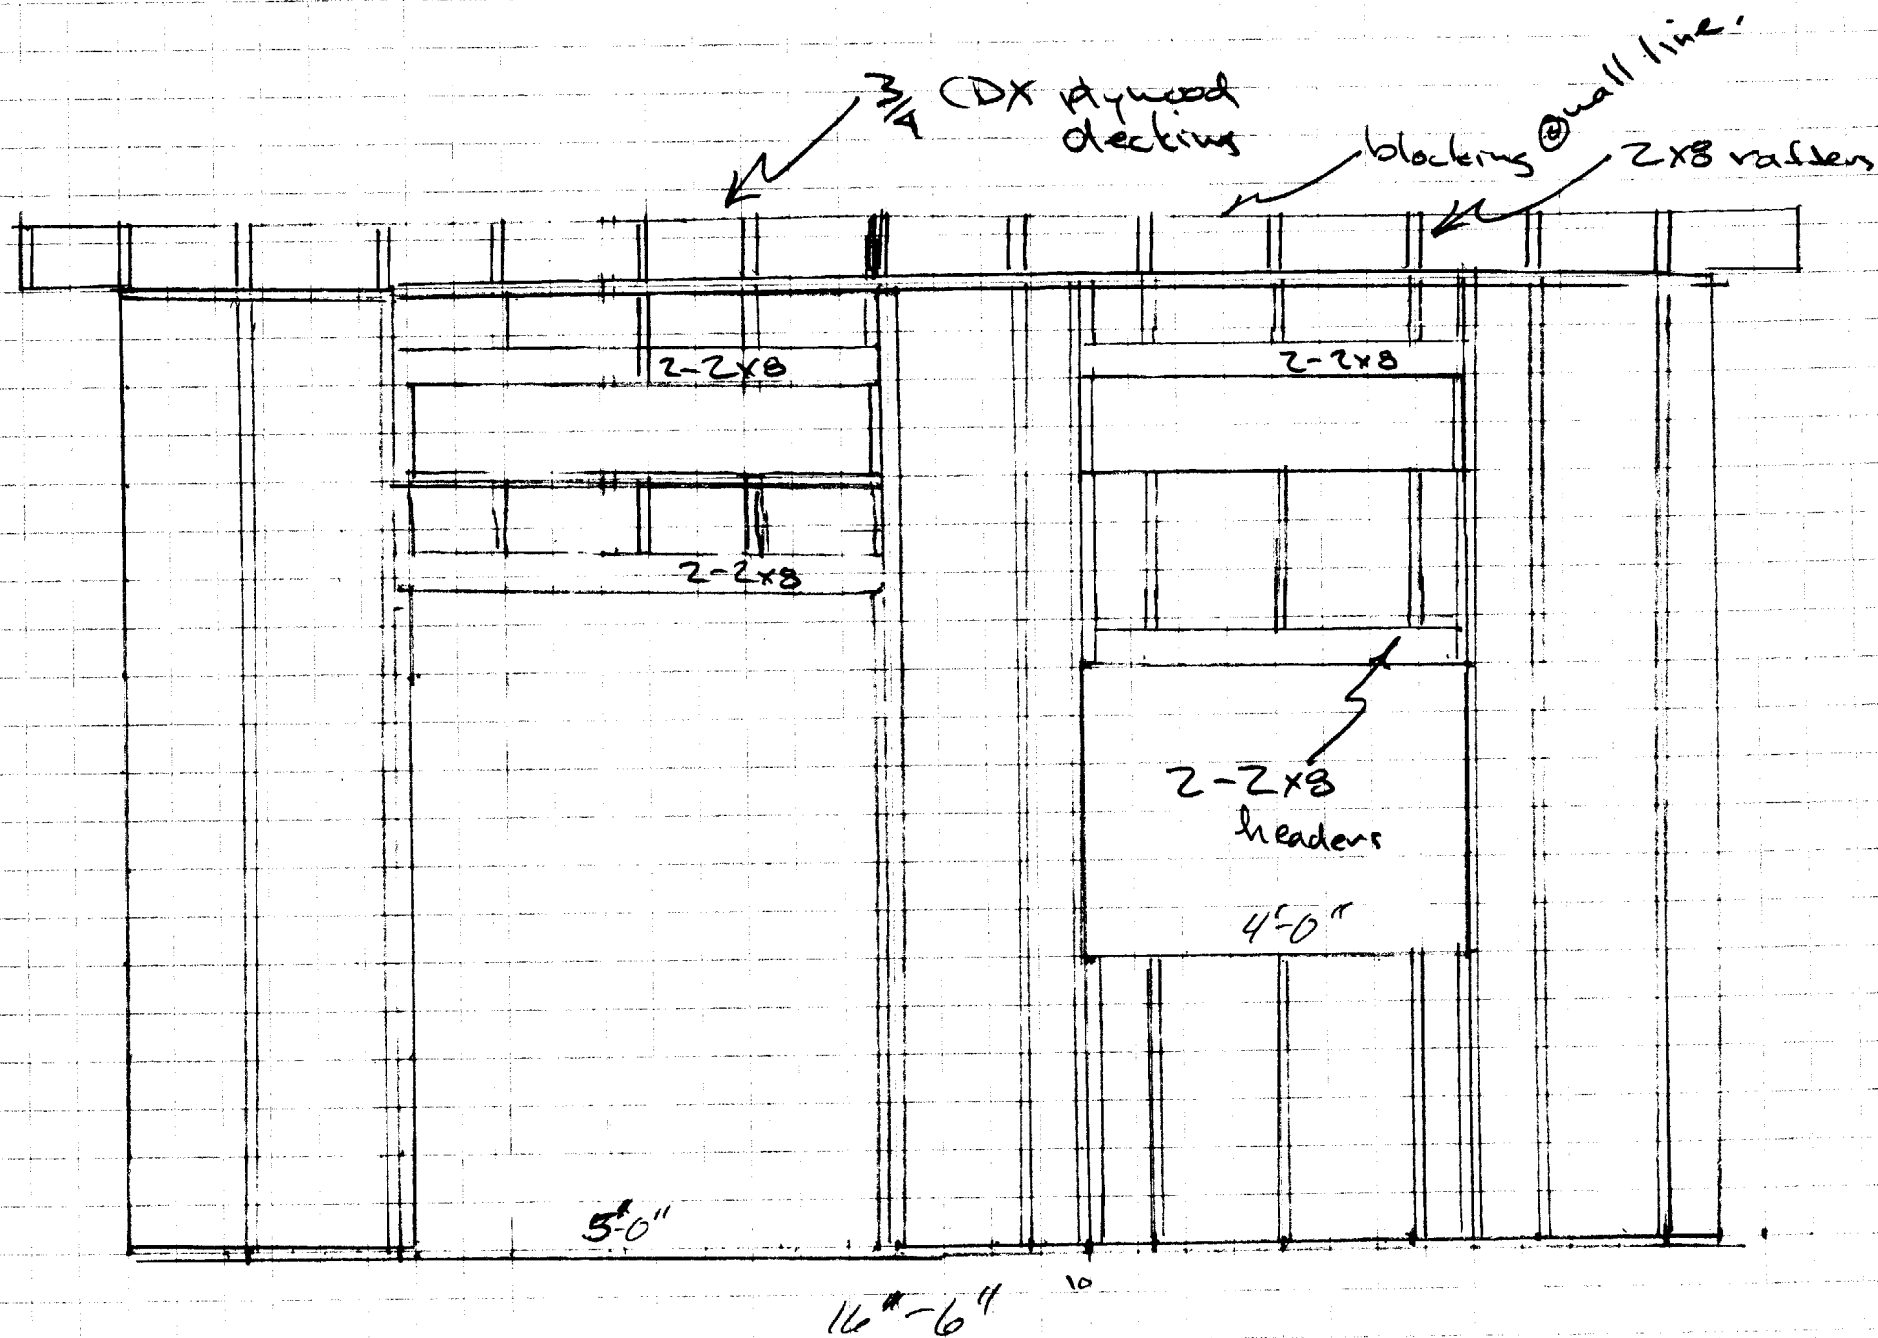 3/4 CDX plywood
decking
blocking @ wall line.
2x8 rafters
2-2x8
2-2x8
2-2x8
2-2x8
headers
4'-0"
5'-0"
10
16"-6"